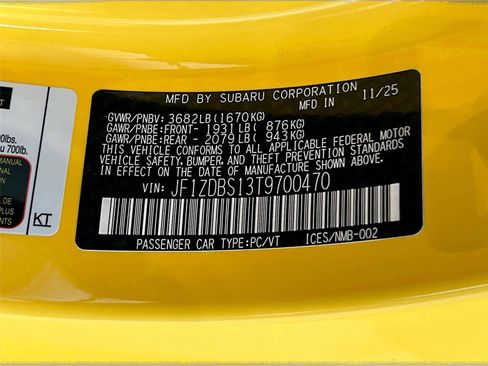 MFD BY SUBARU CORPORATION
MFD IN 11/25
GVWR/PNBV: 3682LB(1670KG)
GAWR/PNBE:FRONT- 1931LB( 876KG)
GAWR/PNBE:REAR - 2079LB( 943KG)
THIS VEHICLE CONFORMS TO ALL APPLICABLE FEDERAL MOTOR
VEHICLE SAFETY, BUMPER, AND THEFT PREVENTION STANDARDS
IN EFFECT ON THE DATE OF MANUFACTURE SHOWN ABOVE.
VIN: JF1ZDBS13T9700470
PASSENGER CAR TYPE:PC/VT ICES/NMB-002
00lbs.
u 700lb.
MANUAL
KT